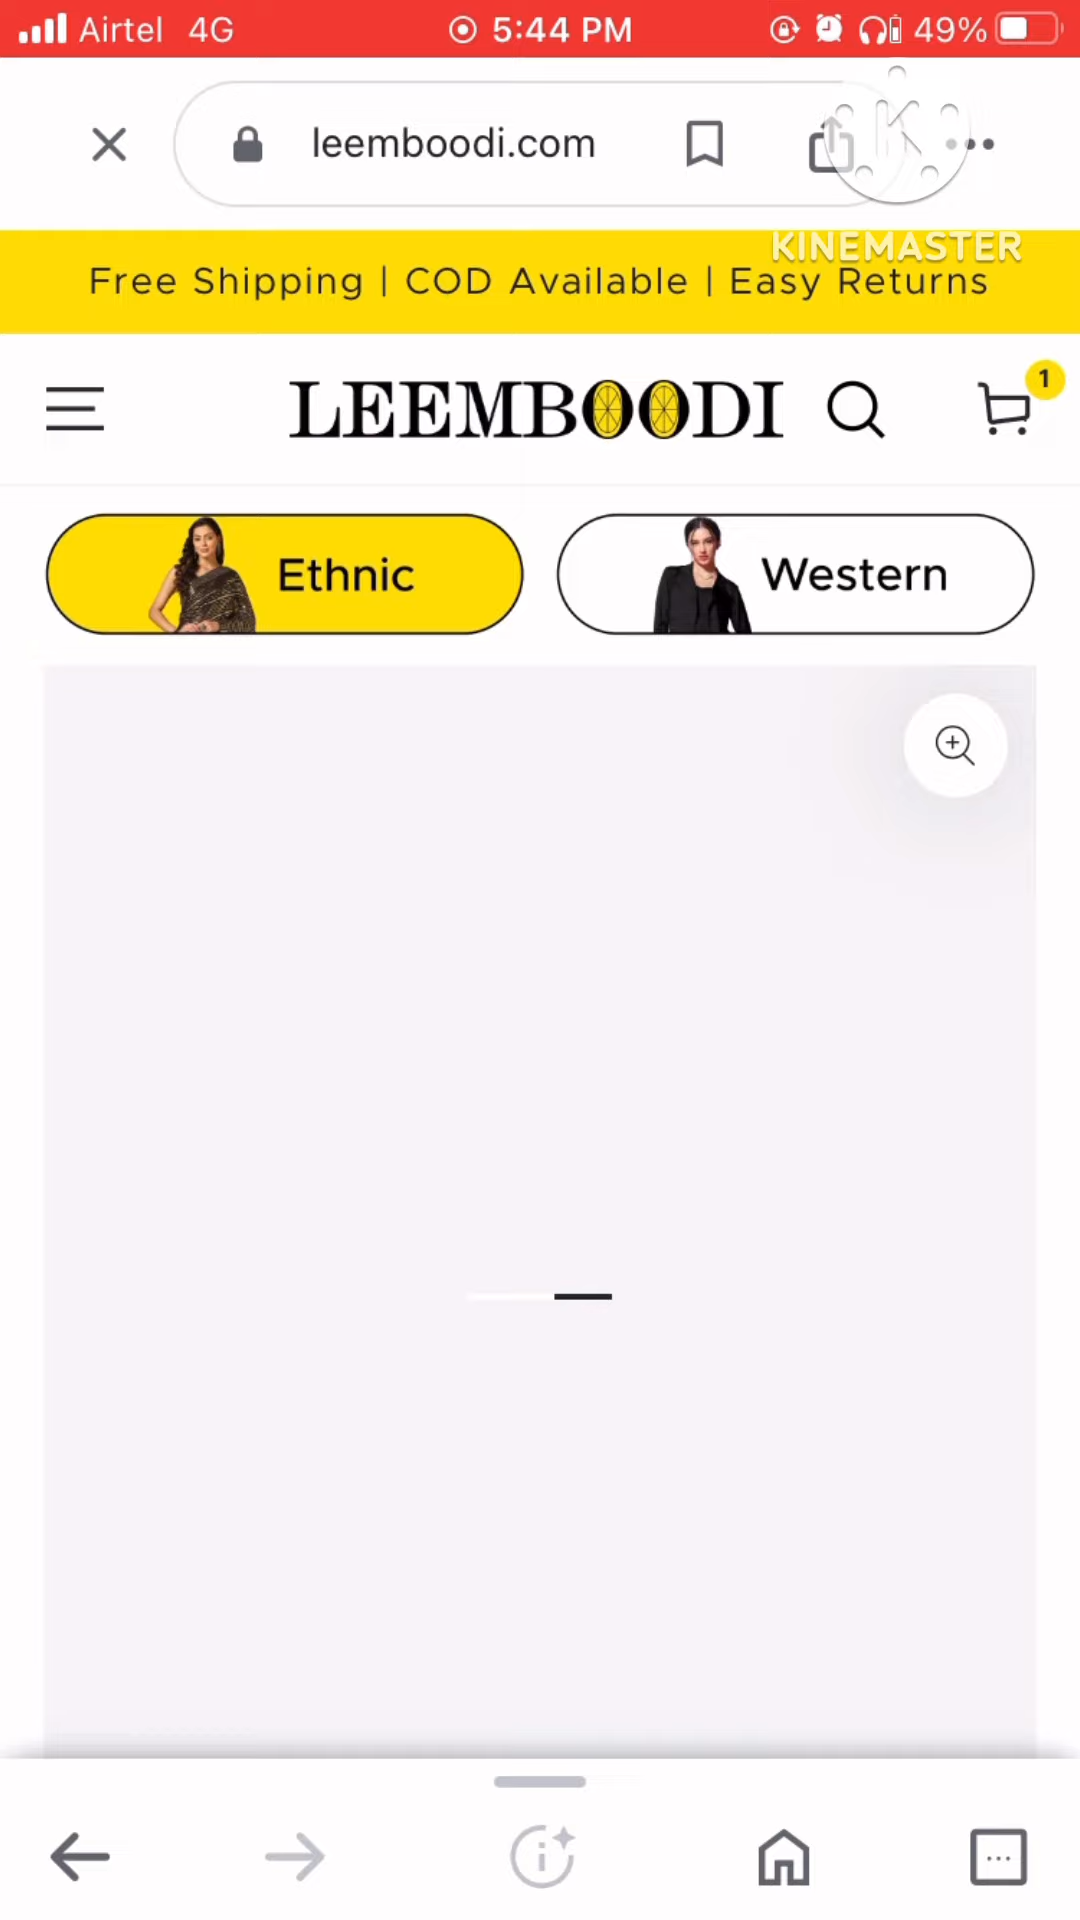 Airtel 4G 5:44 PM 49%
leemboodi.com
K
KINEMASTER
Free Shipping | COD Available | Easy Returns
LEEMBOODI
1
Ethnic
Western